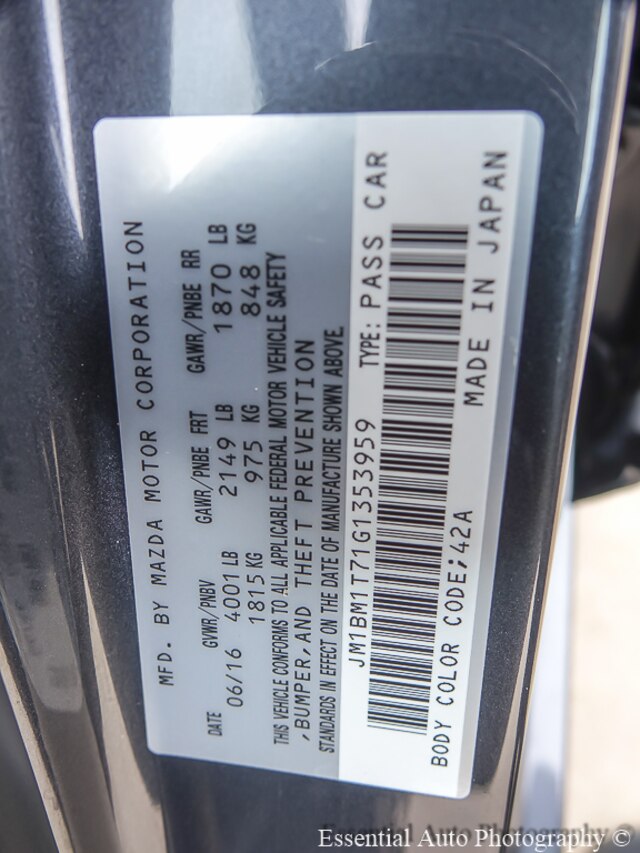 MFD. BY MAZDA MOTOR CORPORATION
DATE GVWR/PNBV GAWR/PNBE FRT GAWR/PNBE RR
06/16 4001 LB 2149 LB 1870 LB
1815 KG 975 KG 848 KG
THIS VEHICLE CONFORMS TO ALL APPLICABLE FEDERAL MOTOR VEHICLE SAFETY
,BUMPER,AND THEFT PREVENTION
STANDARDS IN EFFECT ON THE DATE OF MANUFACTURE SHOWN ABOVE.
JM1BM1T71G1353959 TYPE: PASS CAR
BODY COLOR CODE;42A MADE IN JAPAN
Essential Auto Photography ©